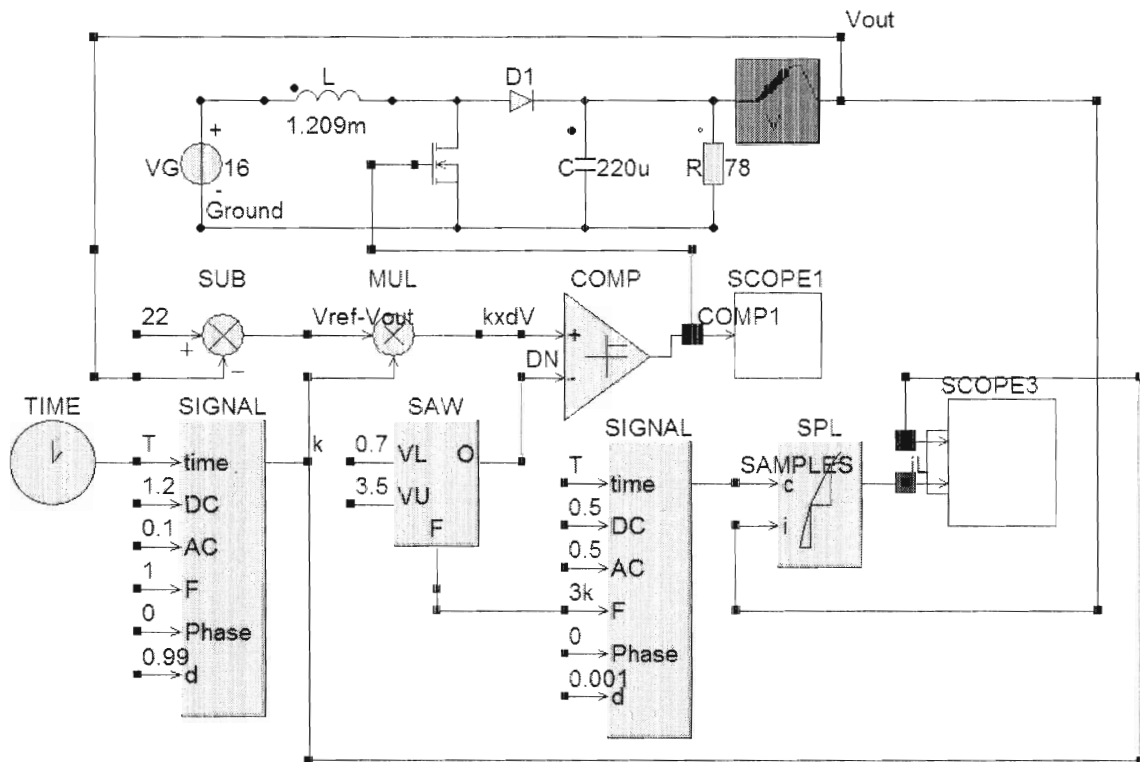 Vout
L
D1
1.209m
+
VG
16
-
C
220u
R
78
Ground
SUB
MUL
COMP
SCOPE1
22
Vref-Vout
kxdV
COMP1
+
−
+
-
DN
SCOPE3
TIME
SIGNAL
SAW
SIGNAL
SPL
T
time
k
0.7
VL
O
T
time
SAMPLES
c
iL
1.2
DC
3.5
VU
0.5
DC
i
0.1
AC
F
0.5
AC
1
F
3k
F
0
Phase
0
Phase
0.99
d
0.001
d